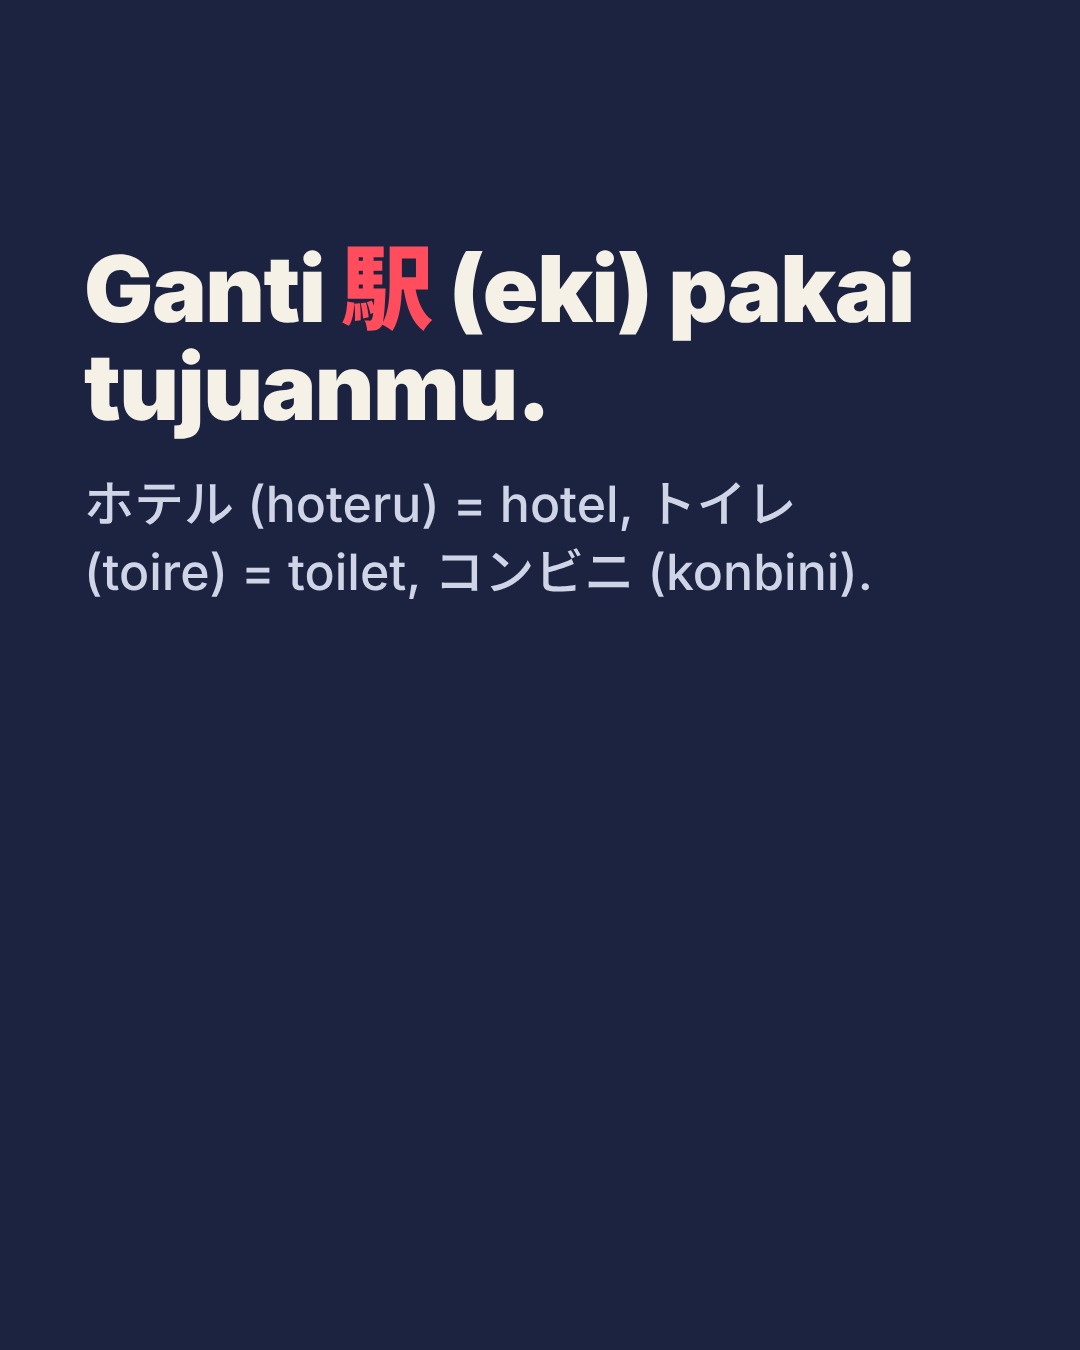 Ganti 駅 (eki) pakai
tujuanmu.
ホテル (hoteru) = hotel, トイレ
(toire) = toilet, コンビニ (konbini).